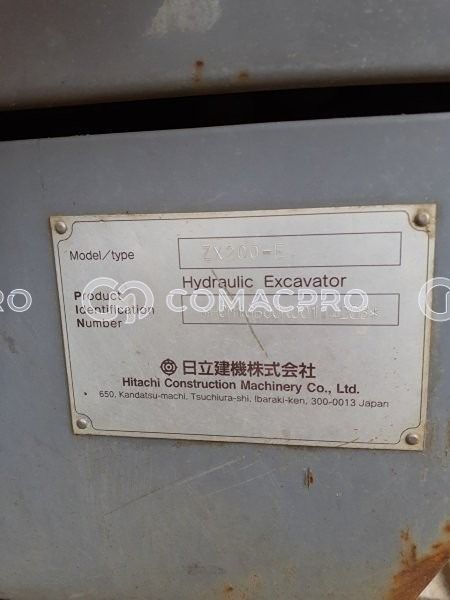 Model/type ZX200-E
Hydraulic Excavator
Product
Identification
Number
COMACPRO
日立建機株式会社
Hitachi Construction Machinery Co., Ltd.
650, Kandatsu-machi, Tsuchiura-shi, Ibaraki-ken, 300-0013 Japan